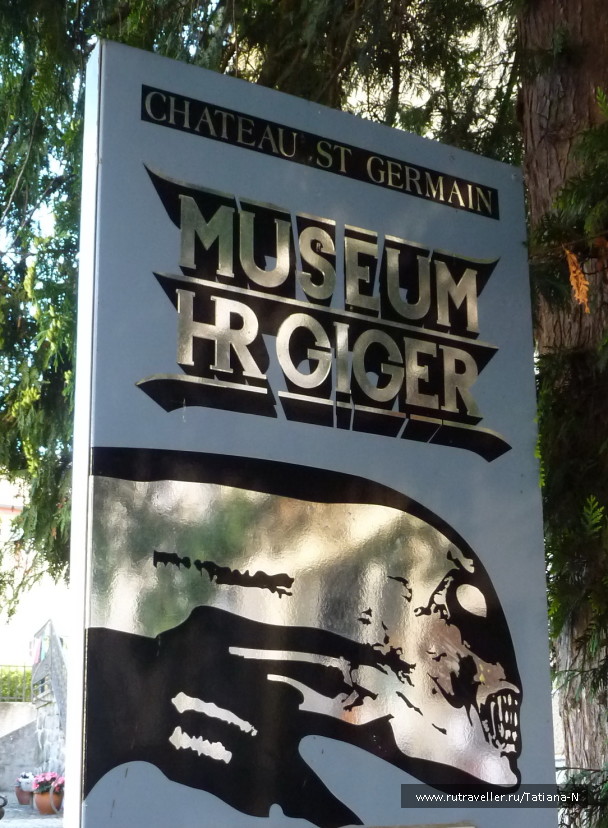 CHATEAU ST GERMAIN
MUSEUM
HR GIGER
www.rutraveller.ru/Tatiana-N